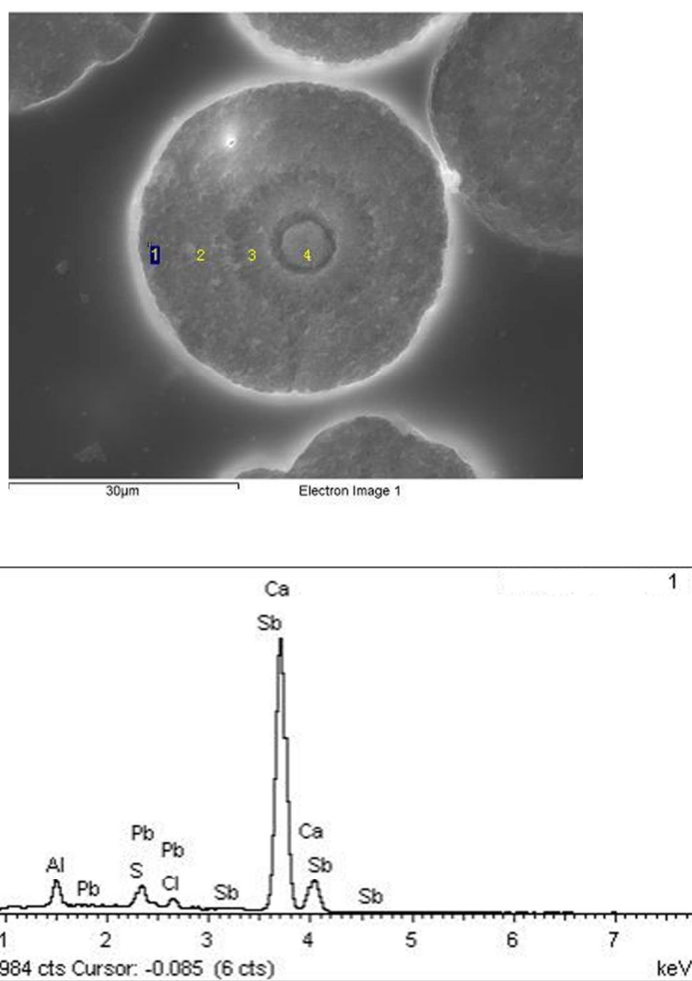 1 2 3 4
30µm Electron Image 1
1
Ca
Sb
Pb Pb Ca
Al Pb S Cl Sb Sb Sb
1 2 3 4 5 6 7
984 cts Cursor: -0.085 (6 cts) keV